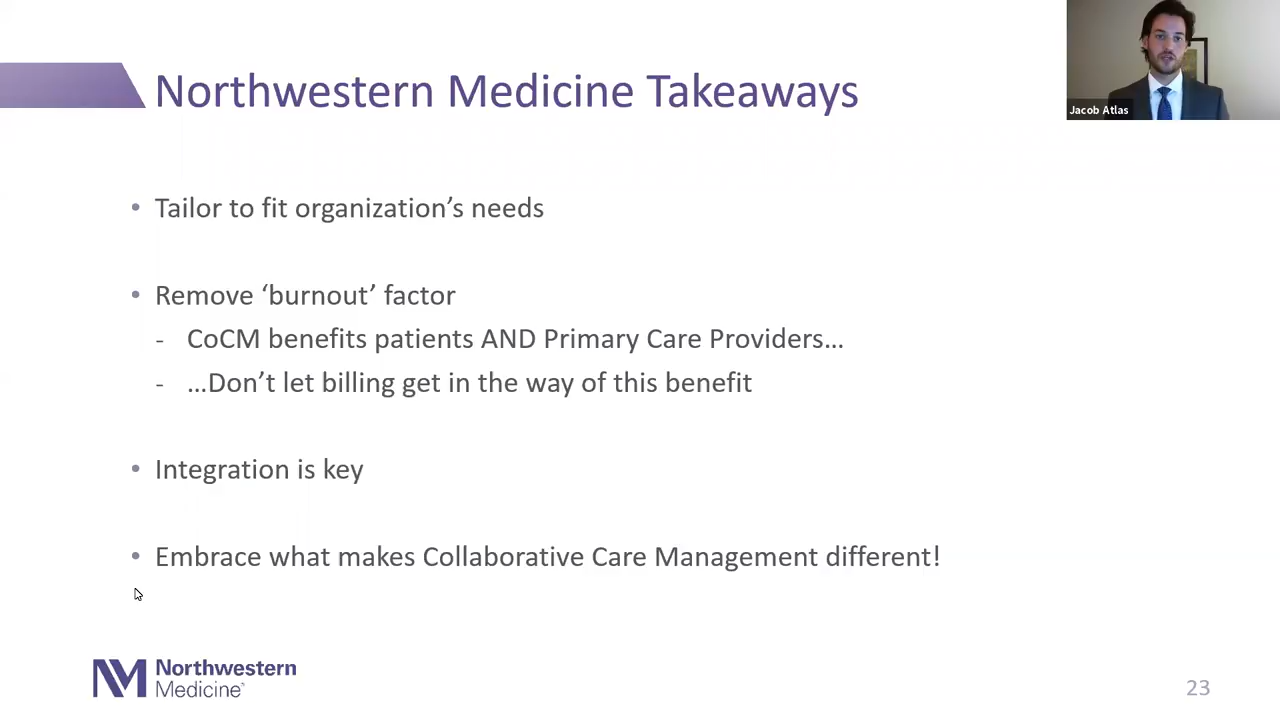 Northwestern Medicine Takeaways
Jacob Atlas
• Tailor to fit organization’s needs
• Remove ‘burnout’ factor
- CoCM benefits patients AND Primary Care Providers…
- …Don’t let billing get in the way of this benefit
• Integration is key
• Embrace what makes Collaborative Care Management different!
NM Northwestern
Medicine
23